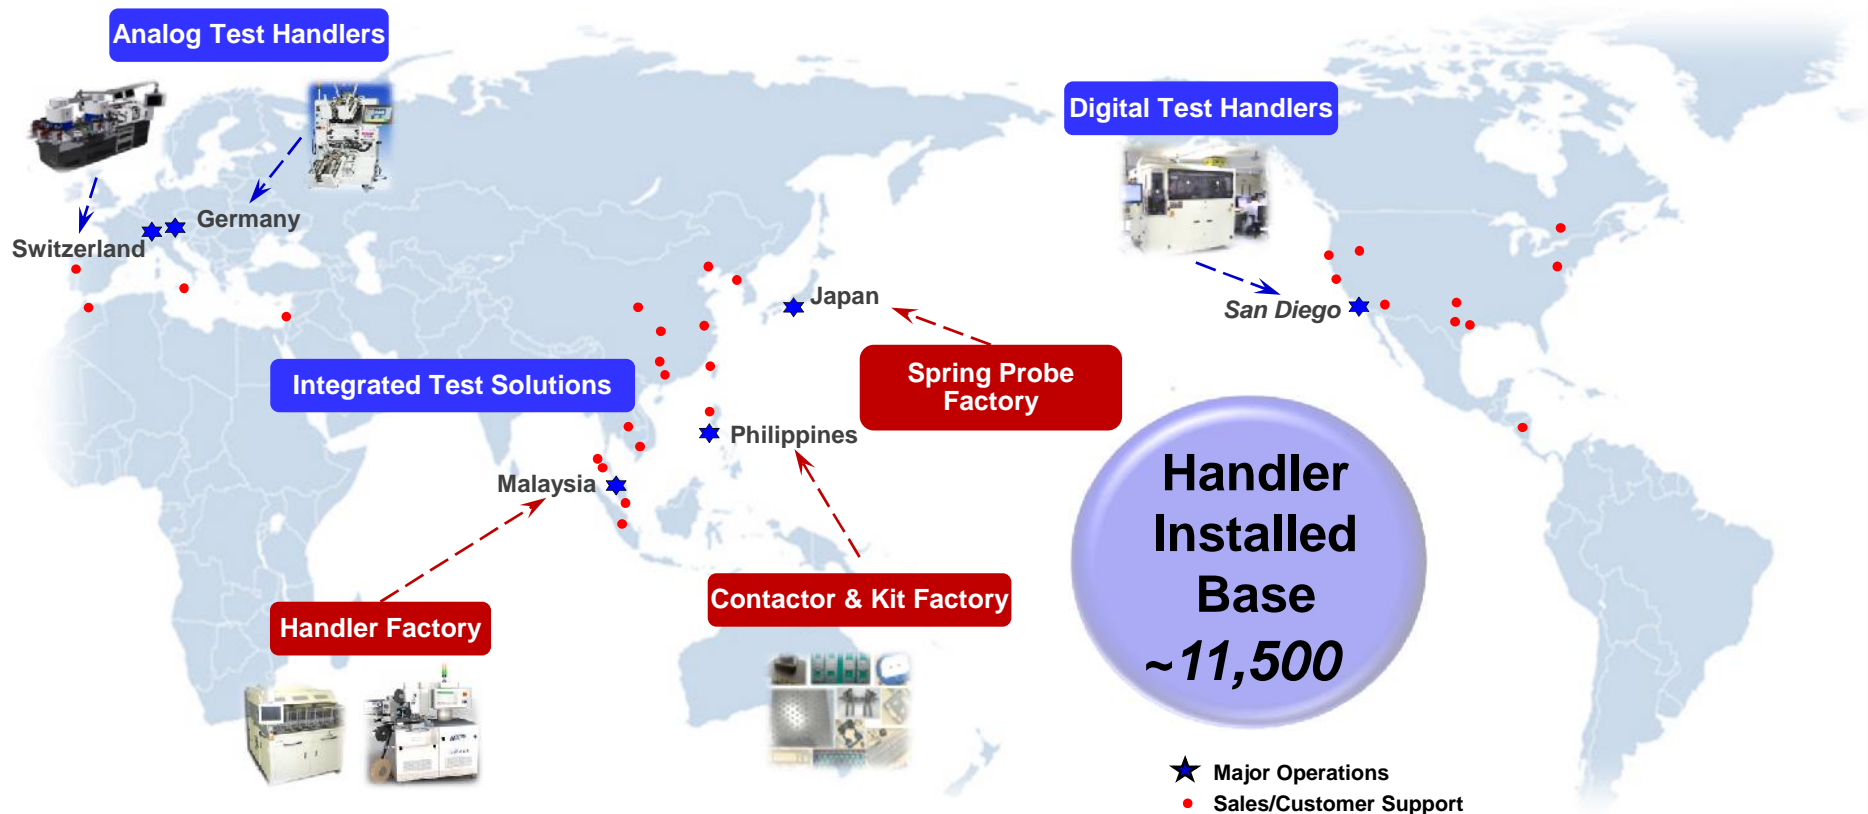 Analog Test Handlers
Digital Test Handlers
Germany
Switzerland
Japan
San Diego
Integrated Test Solutions
Spring Probe
Factory
Philippines
Malaysia
Handler
Installed
Base
~11,500
Contactor & Kit Factory
Handler Factory
Major Operations
Sales/Customer Support